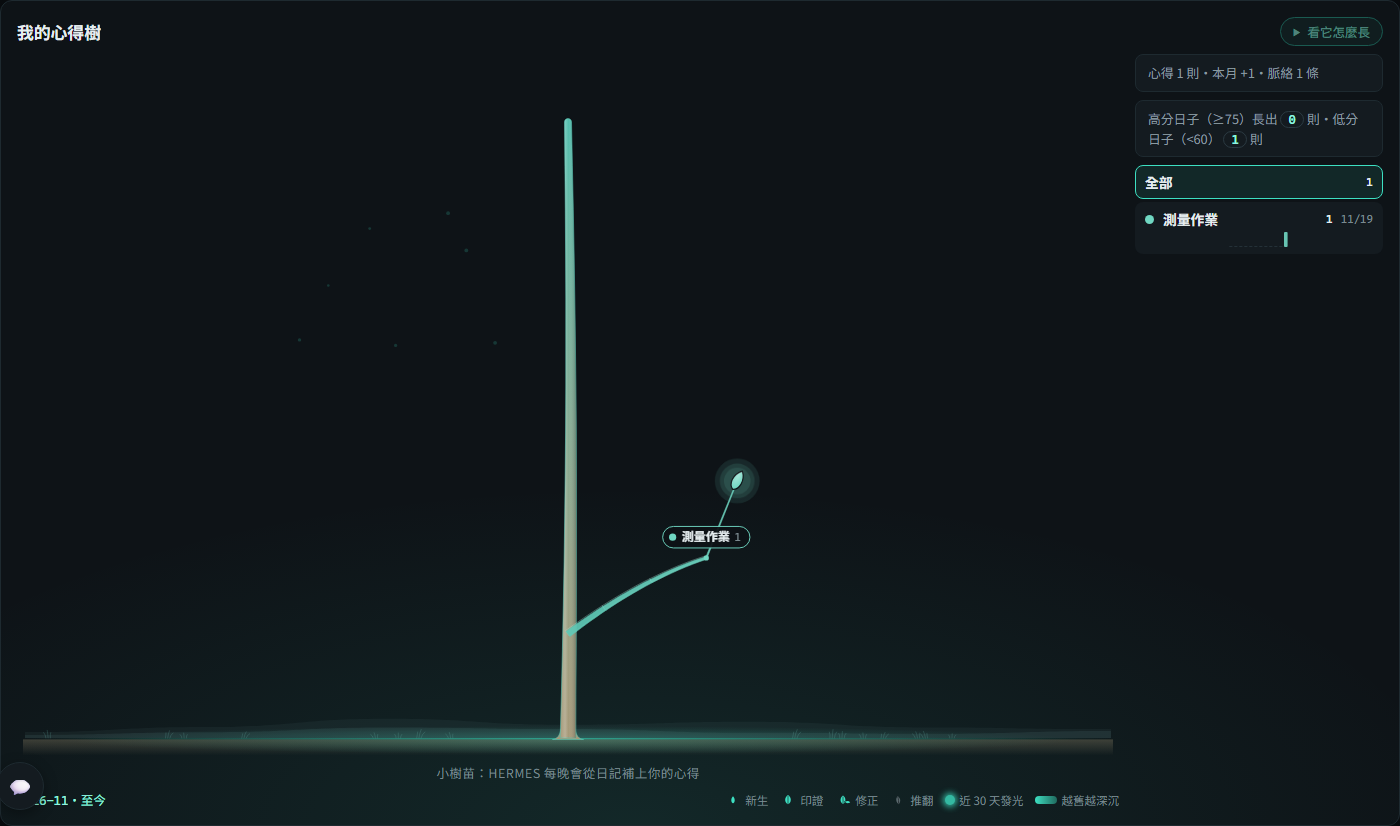 我的心得樹
▶ 看它怎麼長
心得 1 則・本月 +1・脈絡 1 條
高分日子（≥75）長出 0 則・低分
日子（<60） 1 則
全部 1
測量作業 1 11/19
測量作業 1
小樹苗：HERMES 每晚會從日記補上你的心得
26-11・至今
新生 印證 修正 推翻 近 30 天發光 越舊越深沉